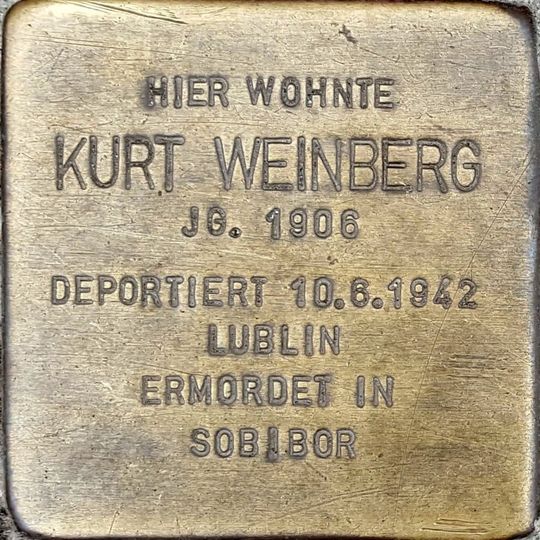 HIER WOHNTE
KURT WEINBERG
JG. 1906
DEPORTIERT 10.6.1942
LUBLIN
ERMORDET IN
SOBIBOR